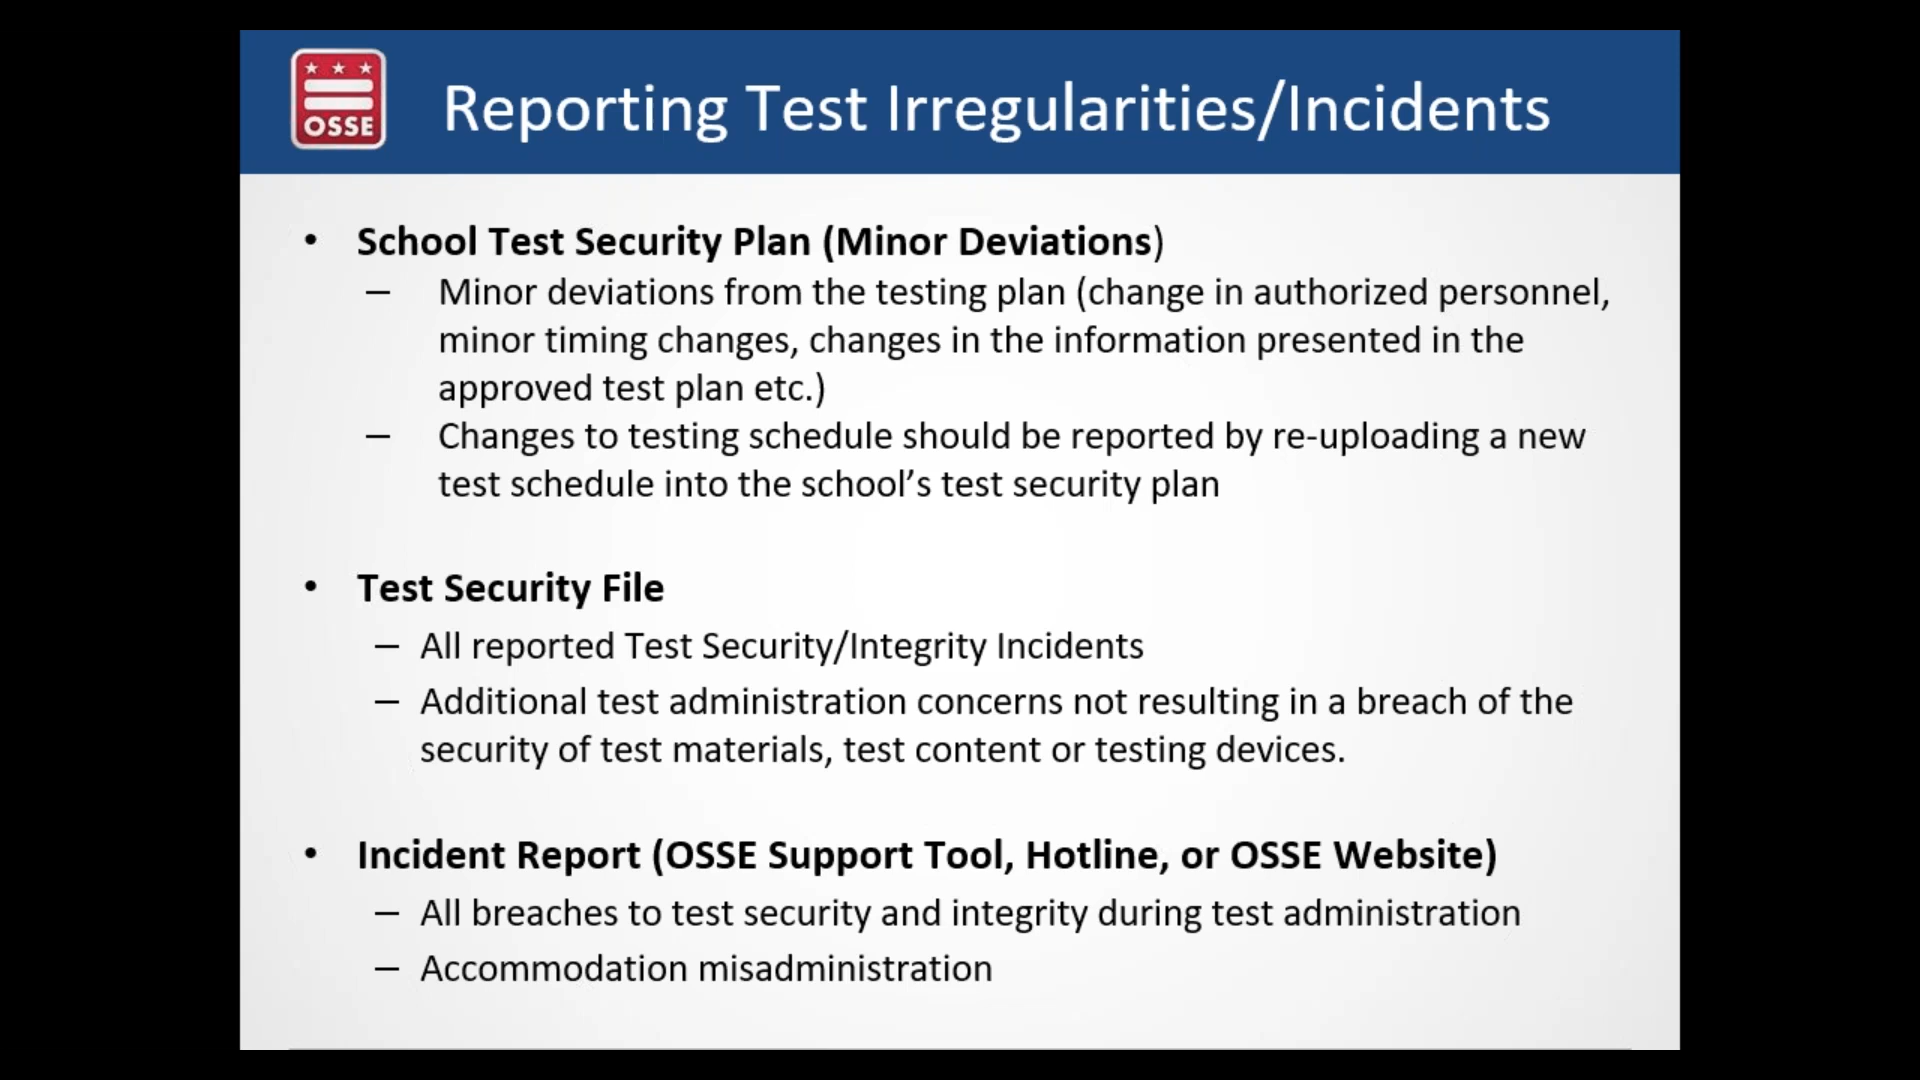 OSSE
Reporting Test Irregularities/Incidents
• School Test Security Plan (Minor Deviations)
– Minor deviations from the testing plan (change in authorized personnel,
minor timing changes, changes in the information presented in the
approved test plan etc.)
– Changes to testing schedule should be reported by re-uploading a new
test schedule into the school’s test security plan
• Test Security File
– All reported Test Security/Integrity Incidents
– Additional test administration concerns not resulting in a breach of the
security of test materials, test content or testing devices.
• Incident Report (OSSE Support Tool, Hotline, or OSSE Website)
– All breaches to test security and integrity during test administration
– Accommodation misadministration